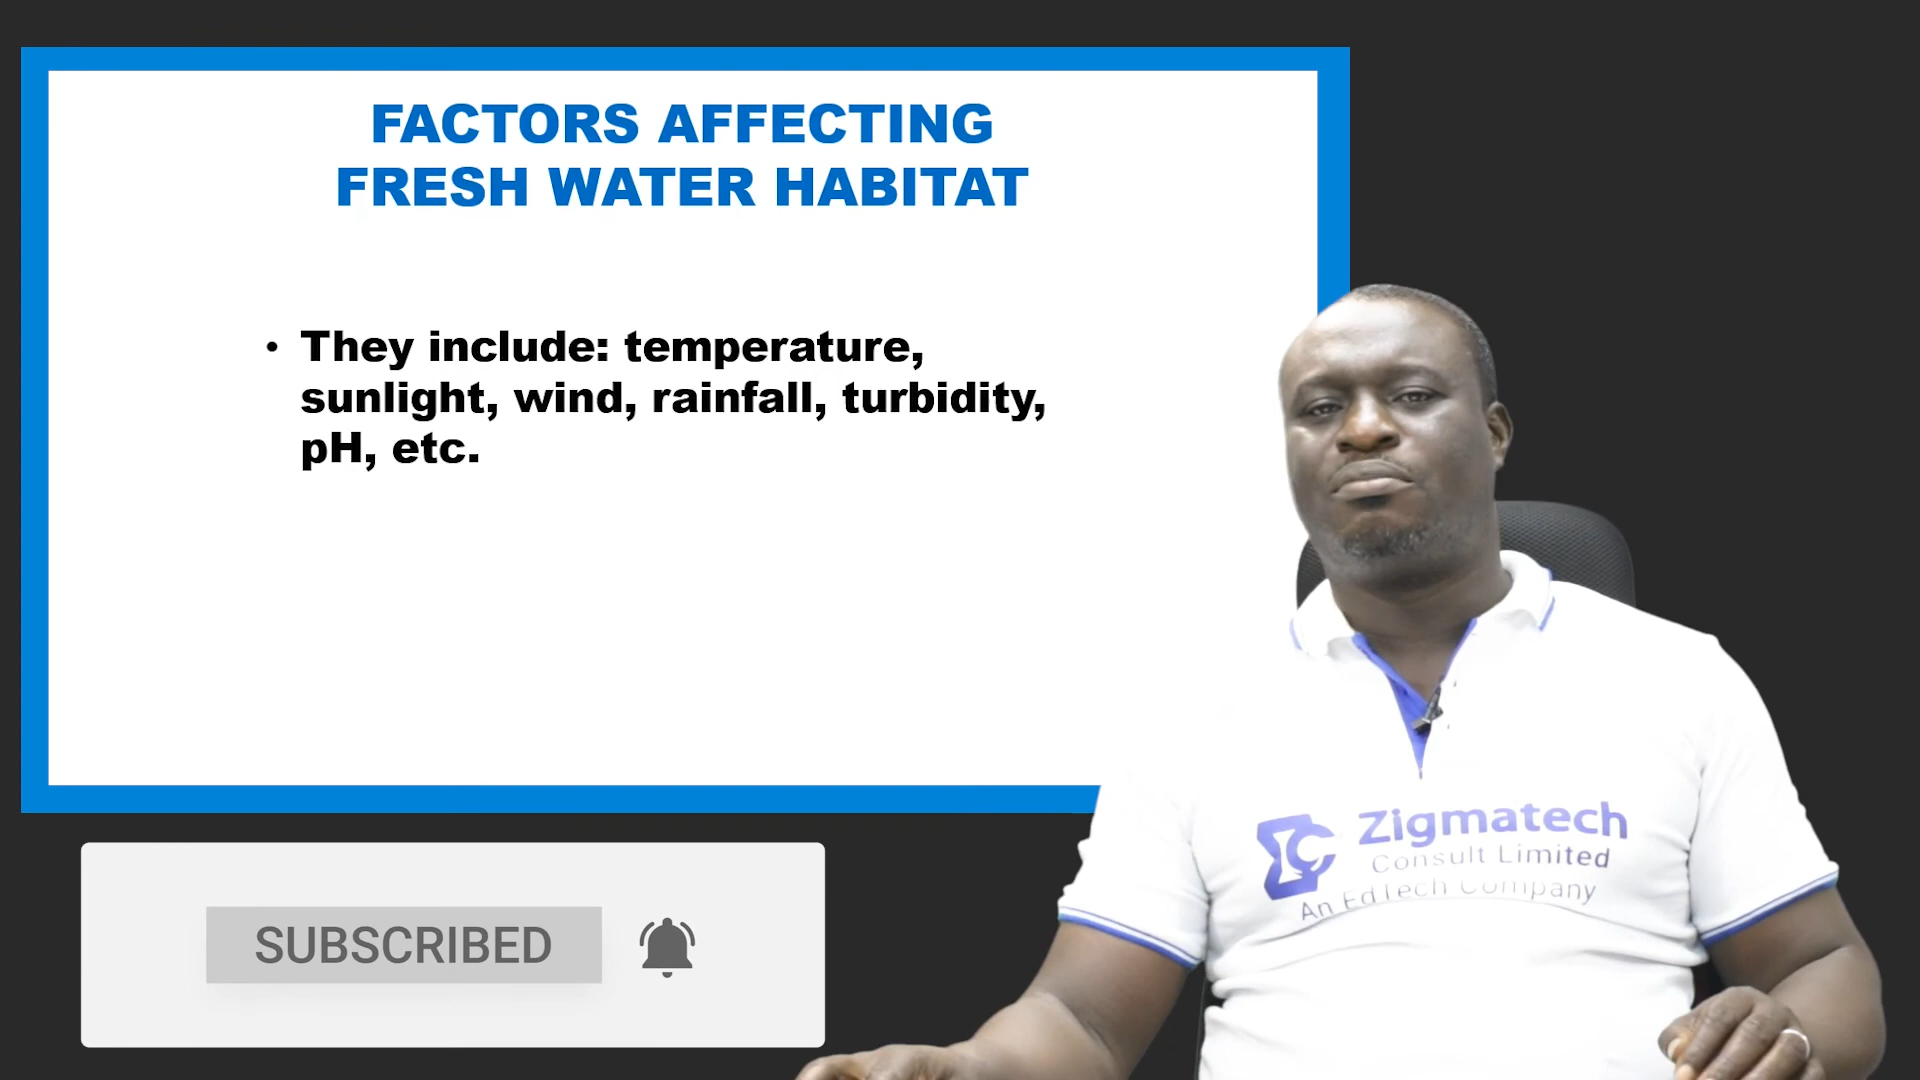 FACTORS AFFECTING
FRESH WATER HABITAT
• They include: temperature,
sunlight, wind, rainfall, turbidity,
pH, etc.
Zigmatech
Consult Limited
An EdTech Company
SUBSCRIBED